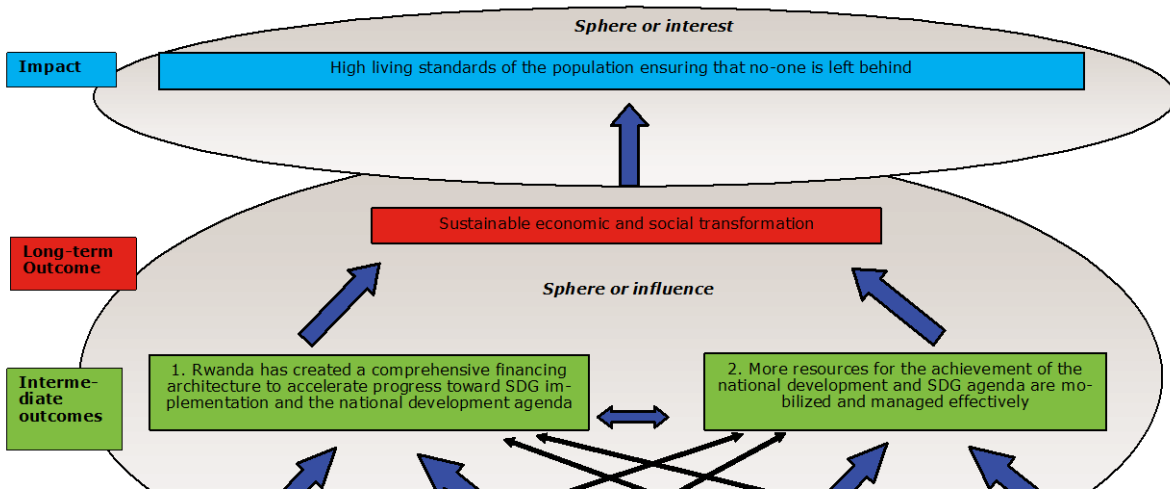 Sphere or interest
Impact
High living standards of the population ensuring that no-one is left behind
Sustainable economic and social transformation
Long-term
Outcome
Sphere or influence
Interme-
diate
outcomes
1. Rwanda has created a comprehensive financing
architecture to accelerate progress toward SDG im-
plementation and the national development agenda
2. More resources for the achievement of the
national development and SDG agenda are mo-
bilized and managed effectively